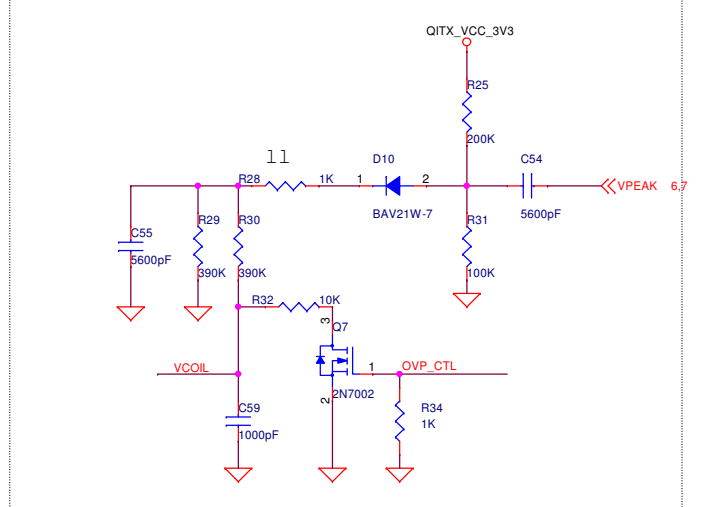 QITX_VCC_3V3
R25
200K
11
R28
1K
1
D10
2
BAV21W-7
C54
5600pF
VPEAK 6,7
C55
5600pF
R29
390K
R30
390K
R31
100K
R32
10K
3
Q7
2N7002
1
OVP_CTL
2
VCOIL
C59
1000pF
R34
1K